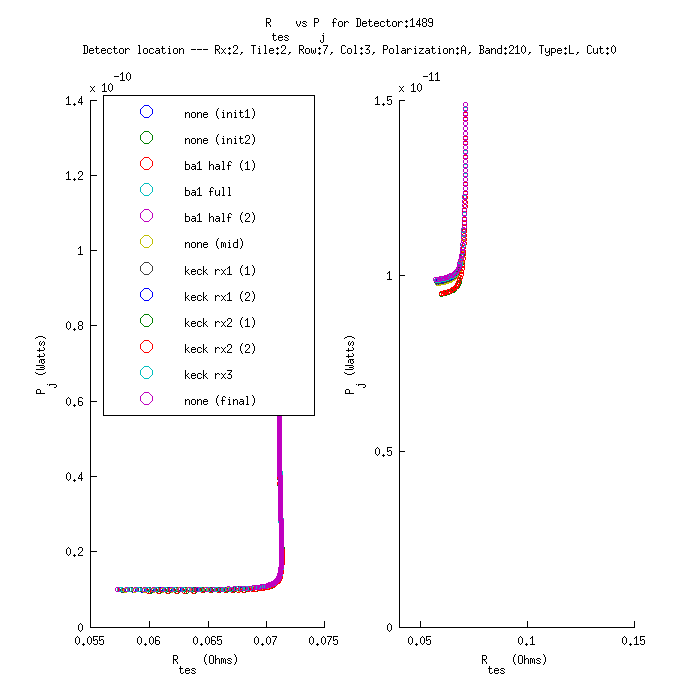 R    vs P  for Detector:1489
tes    j
Detector location --- Rx:2, Tile:2, Row:7, Col:3, Polarization:A, Band:210, Type:L, Cut:0
x 10^-10
1.4
1.2
1
0.8
0.6
0.4
0.2
0
0.055
0.06
0.065
0.07
0.075
P_j (Watts)
R_tes (Ohms)
none (init1)
none (init2)
ba1 half (1)
ba1 full
ba1 half (2)
none (mid)
keck rx1 (1)
keck rx1 (2)
keck rx2 (1)
keck rx2 (2)
keck rx3
none (final)
x 10^-11
1.5
1
0.5
0
0.05
0.1
0.15
P_j (Watts)
R_tes (Ohms)